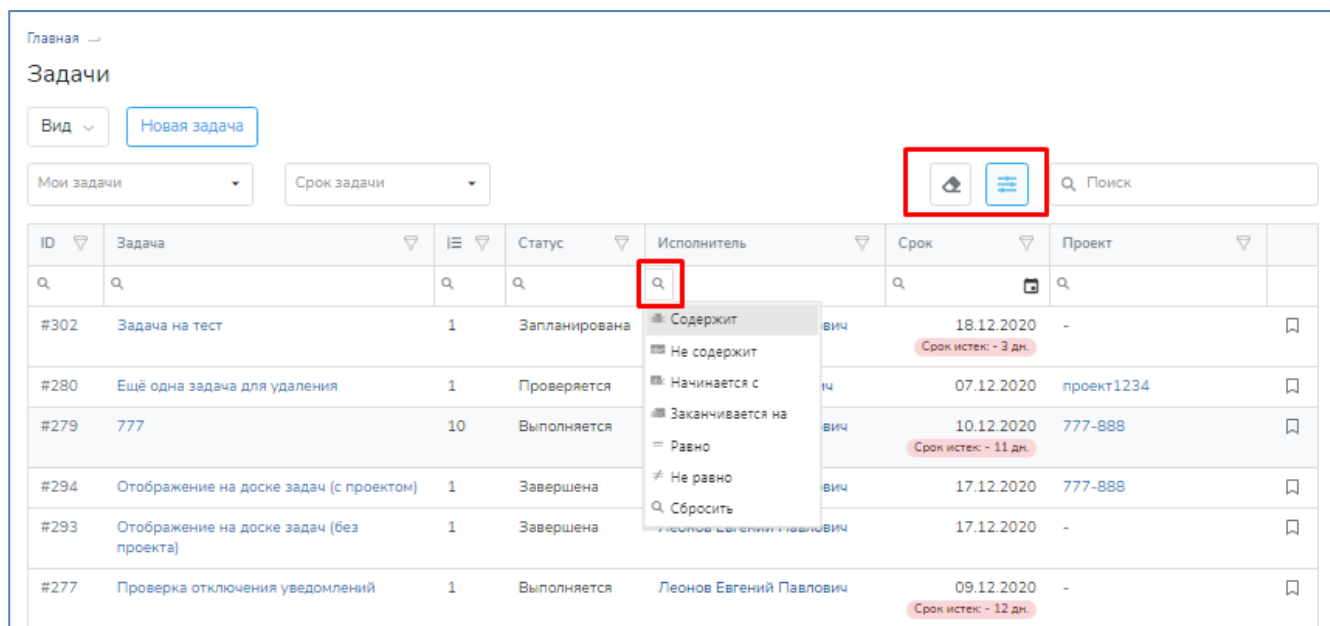 Главная →
Задачи
Вид
Новая задача
Мои задачи
Срок задачи
Поиск
ID Задача Статус Исполнитель Срок Проект
#302 Задача на тест 1 Запланирована вич 18.12.2020 -
Срок истек: - 3 дн.
Содержит
Не содержит
Начинается с
Заканчивается на
Равно
Не равно
Сбросить
#280 Ещё одна задача для удаления 1 Проверяется ич 07.12.2020 проект1234
#279 777 10 Выполняется вич 10.12.2020 777-888
Срок истек: - 11 дн.
#294 Отображение на доске задач (с проектом) 1 Завершена вич 17.12.2020 777-888
#293 Отображение на доске задач (без 1 Завершена Леонов Евгений Павлович 17.12.2020 -
проекта)
#277 Проверка отключения уведомлений 1 Выполняется Леонов Евгений Павлович 09.12.2020 -
Срок истек: - 12 дн.